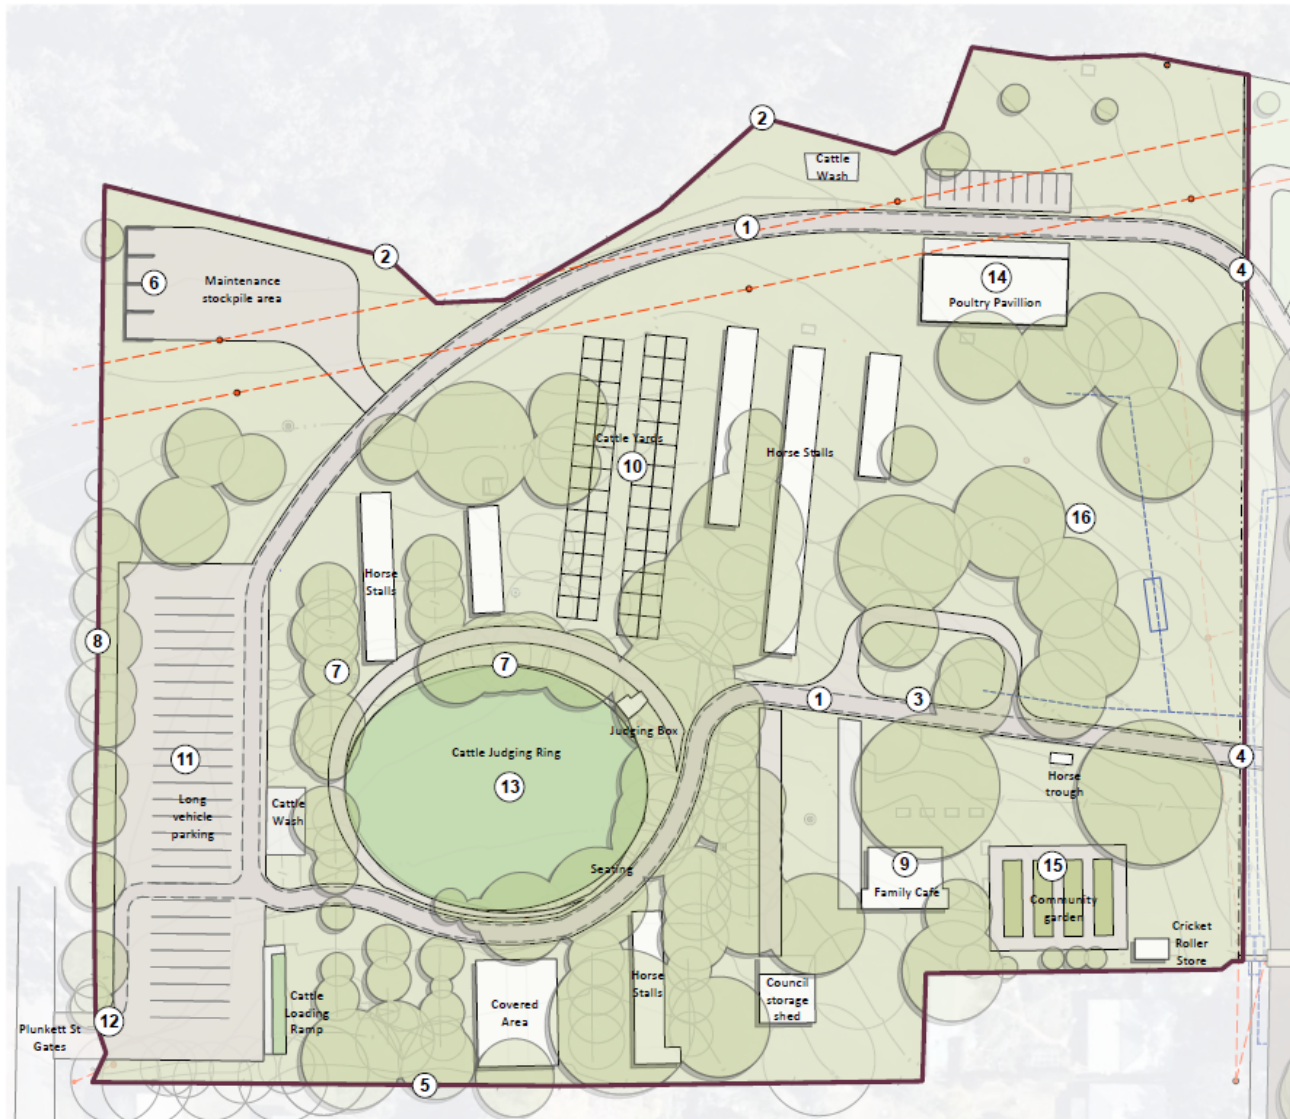 2
Cattle
Wash
1
2
4
6
Maintenance
stockpile area
14
Poultry Pavillion
Cattle Yards
10
Horse Stalls
16
Horse
Stalls
8
7
7
1
3
Judging Box
Cattle Judging Ring
13
4
11
Long
vehicle
parking
Cattle
Wash
Horse
trough
Seating
9
Family Cafe
15
Community
garden
Cricket
Roller
Store
Horse
Stalls
Council
storage
shed
Covered
Area
Cattle
Loading
Ramp
12
Plunkett St
Gates
5